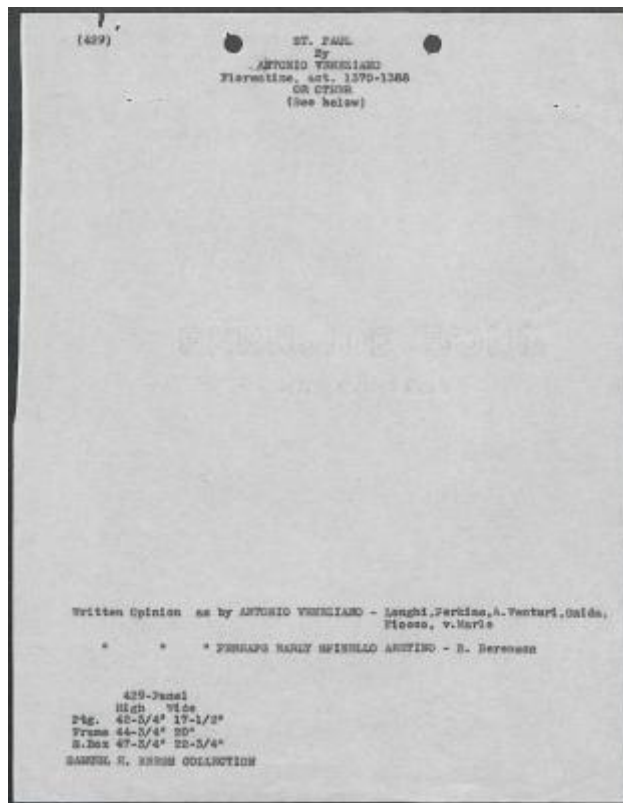 (429)
ST. PAUL
By
ANTONIO VENEZIANO
Florentine, act. 1370-1388
OR OTHER
(See below)
Written Opinion as by ANTONIO VENEZIANO - Longhi, Perkins, A. Venturi, Suida,
Fiocco, v. Marle
" " " PERHAPS EARLY SPINELLO ARETINO - B. Berenson
429-Panel
High Wide
Ptg. 42-3/4" 17-1/2"
Frame 44-3/4" 20"
S.Box 47-3/4" 22-3/4"
SAMUEL H. KRESS COLLECTION